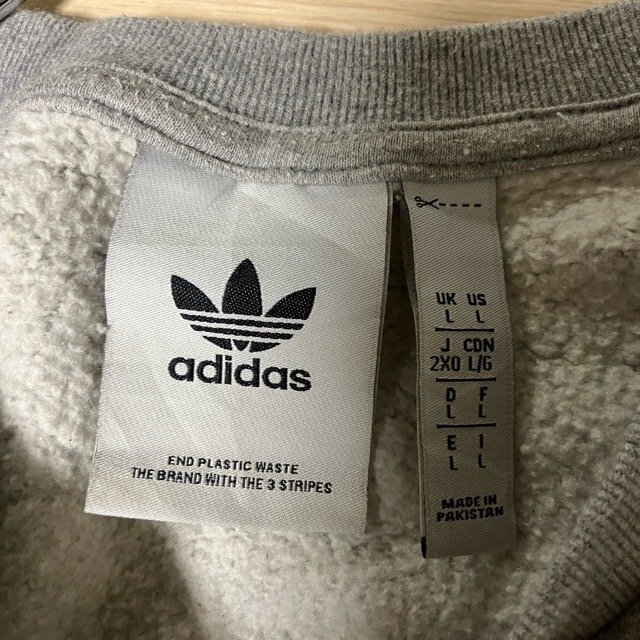 adidas
END PLASTIC WASTE
THE BRAND WITH THE 3 STRIPES
UK US
L L
J CDN
2XO L/G
D F
L L
E I
L L
MADE IN
PAKISTAN